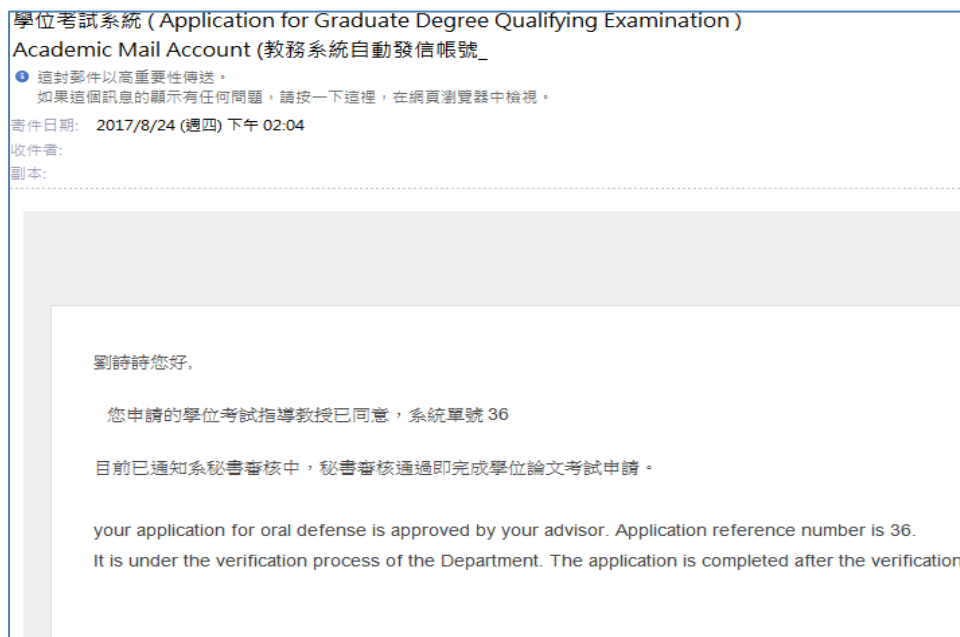 學位考試系統 ( Application for Graduate Degree Qualifying Examination )
Academic Mail Account (教務系統自動發信帳號_
這封郵件以高重要性傳送。
如果這個訊息的顯示有任何問題，請按一下這裡，在網頁瀏覽器中檢視。
寄件日期: 2017/8/24 (週四) 下午 02:04
收件者:
副本:
劉詩詩您好,
您申請的學位考試指導教授已同意，系統單號 36
目前已通知系秘書審核中，秘書審核通過即完成學位論文考試申請。
your application for oral defense is approved by your advisor. Application reference number is 36.
It is under the verification process of the Department. The application is completed after the verification